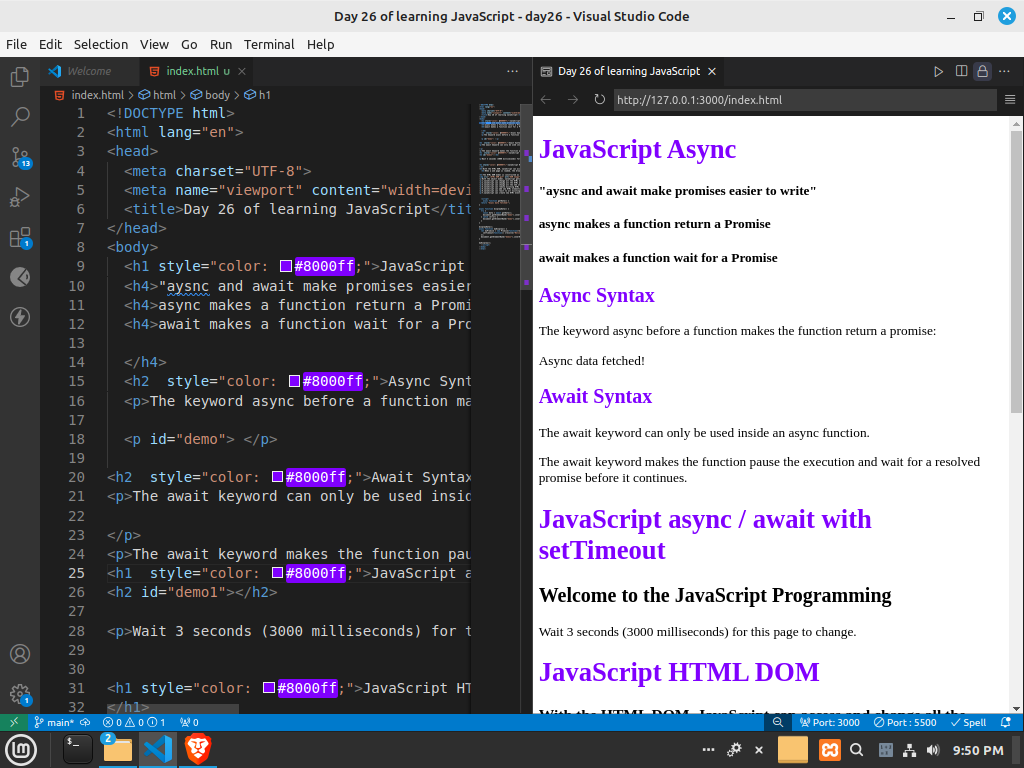 Day 26 of learning JavaScript - day26 - Visual Studio Code
File Edit Selection View Go Run Terminal Help
Welcome
index.html U
Day 26 of learning JavaScript
index.html > html > body > h1
http://127.0.0.1:3000/index.html
1 <!DOCTYPE html>
2 <html lang="en">
3 <head>
4 <meta charset="UTF-8">
5 <meta name="viewport" content="width=devi
6 <title>Day 26 of learning JavaScript</tit
7 </head>
8 <body>
9 <h1 style="color: #8000ff;">JavaScript
10 <h4>"aysnc and await make promises easier
11 <h4>async makes a function return a Promi
12 <h4>await makes a function wait for a Pro
13
14 </h4>
15 <h2  style="color: #8000ff;">Async Synt
16 <p>The keyword async before a function ma
17
18 <p id="demo"> </p>
19
20 <h2  style="color: #8000ff;">Await Syntax
21 <p>The await keyword can only be used insid
22
23 </p>
24 <p>The await keyword makes the function pau
25 <h1  style="color: #8000ff;">JavaScript a
26 <h2 id="demo1"></h2>
27
28 <p>Wait 3 seconds (3000 milliseconds) for t
29
30
31 <h1 style="color: #8000ff;">JavaScript HT
32 </h1>
JavaScript Async
"aysnc and await make promises easier to write"
async makes a function return a Promise
await makes a function wait for a Promise
Async Syntax
The keyword async before a function makes the function return a promise:
Async data fetched!
Await Syntax
The await keyword can only be used inside an async function.
The await keyword makes the function pause the execution and wait for a resolved
promise before it continues.
JavaScript async / await with
setTimeout
Welcome to the JavaScript Programming
Wait 3 seconds (3000 milliseconds) for this page to change.
JavaScript HTML DOM
With the HTML DOM, JavaScript can access and change all the
13
1
1
main* 0 0 1 0
Port: 3000 Port : 5500 Spell
2
9:50 PM